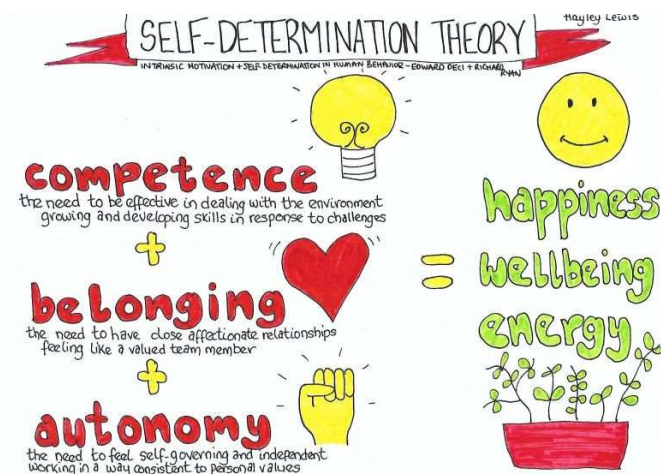 SELF-DETERMINATION THEORY
Hayley Lewis
INTRINSIC MOTIVATION + SELF-DETERMINATION IN HUMAN BEHAVIOR - EDWARD DECI + RICHARD
RYAN
competence
the need to be effective in dealing with the environment
growing and developing skills in response to challenges
+
belonging
the need to have close affectionate relationships
feeling like a valued team member
+
autonomy
the need to feel self-governing and independent
working in a way consistent to personal values
=
happiness
wellbeing
energy